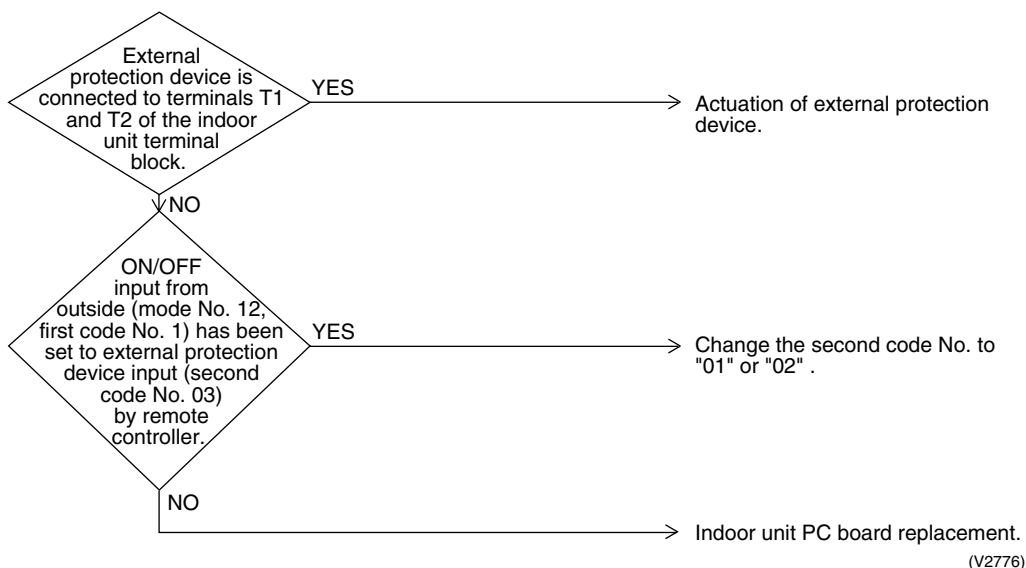 External
protection device is
connected to terminals T1
and T2 of the indoor
unit terminal
block.
YES
Actuation of external protection
device.
NO
ON/OFF
input from
outside (mode No. 12,
first code No. 1) has been
set to external protection
device input (second
code No. 03)
by remote
controller.
YES
Change the second code No. to
"01" or "02" .
NO
Indoor unit PC board replacement.
(V2776)